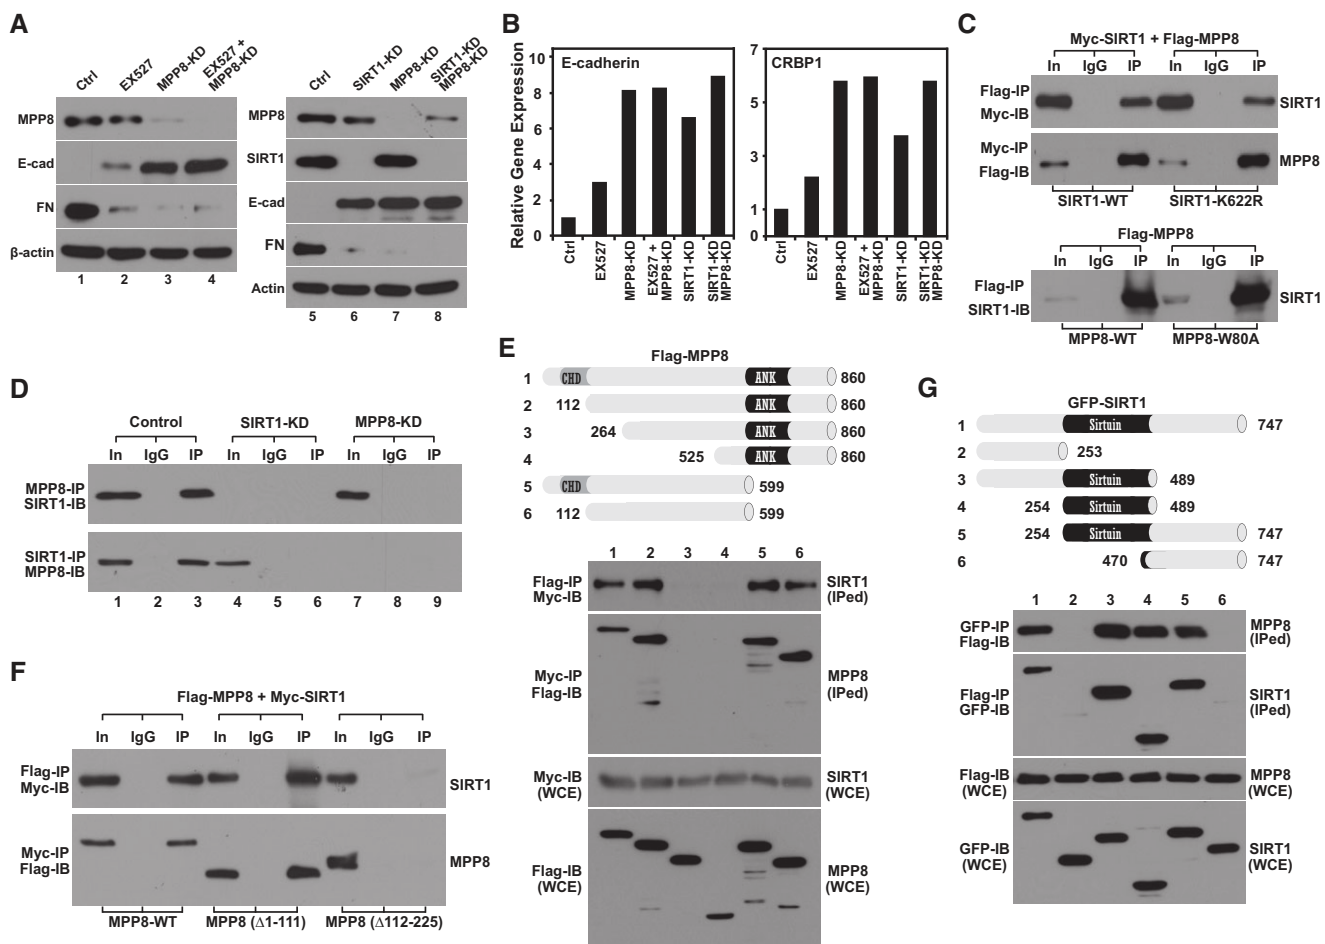 A
Ctrl
EX527
MPP8-KD
EX527 +
MPP8-KD
MPP8
E-cad
FN
β-actin
1 2 3 4
Ctrl
SIRT1-KD
MPP8-KD
SIRT1-KD
MPP8-KD
MPP8
SIRT1
E-cad
FN
Actin
5 6 7 8
B
Relative Gene Expression
E-cadherin
10
8
6
4
2
0
Ctrl
EX527
MPP8-KD
EX527 +
MPP8-KD
SIRT1-KD
SIRT1-KD
MPP8-KD
CRBP1
7
5
3
1
0
Ctrl
EX527
MPP8-KD
EX527 +
MPP8-KD
SIRT1-KD
SIRT1-KD
MPP8-KD
C
Myc-SIRT1 + Flag-MPP8
In IgG IP In IgG IP
Flag-IP
Myc-IB
SIRT1
Myc-IP
Flag-IB
MPP8
SIRT1-WT SIRT1-K622R
Flag-MPP8
In IgG IP In IgG IP
Flag-IP
SIRT1-IB
SIRT1
MPP8-WT MPP8-W80A
D
Control SIRT1-KD MPP8-KD
In IgG IP In IgG IP In IgG IP
MPP8-IP
SIRT1-IB
SIRT1-IP
MPP8-IB
1 2 3 4 5 6 7 8 9
E
Flag-MPP8
1 CHD ANK 860
2 112 ANK 860
3 264 ANK 860
4 525 ANK 860
5 CHD 599
6 112 599
1 2 3 4 5 6
Flag-IP
Myc-IB
SIRT1
(IPed)
Myc-IP
Flag-IB
MPP8
(IPed)
Myc-IB
(WCE)
SIRT1
(WCE)
Flag-IB
(WCE)
MPP8
(WCE)
F
Flag-MPP8 + Myc-SIRT1
In IgG IP In IgG IP In IgG IP
Flag-IP
Myc-IB
SIRT1
Myc-IP
Flag-IB
MPP8
MPP8-WT MPP8 (Δ1-111) MPP8 (Δ112-225)
G
GFP-SIRT1
1 Sirtuin 747
2 253
3 Sirtuin 489
4 254 Sirtuin 489
5 254 Sirtuin 747
6 470 747
1 2 3 4 5 6
GFP-IP
Flag-IB
MPP8
(IPed)
Flag-IP
GFP-IB
SIRT1
(IPed)
Flag-IB
(WCE)
MPP8
(WCE)
GFP-IB
(WCE)
SIRT1
(WCE)